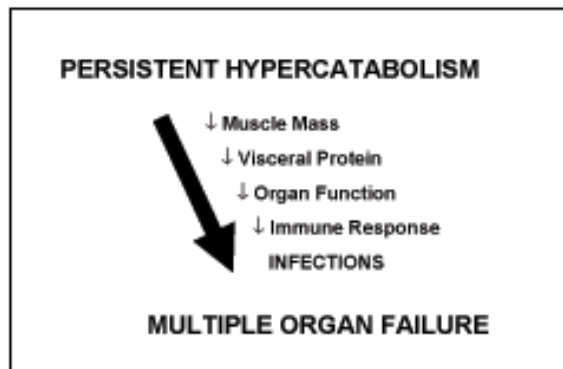 PERSISTENT HYPERCATABOLISM
↓ Muscle Mass
↓ Visceral Protein
↓ Organ Function
↓ Immune Response
INFECTIONS
MULTIPLE ORGAN FAILURE